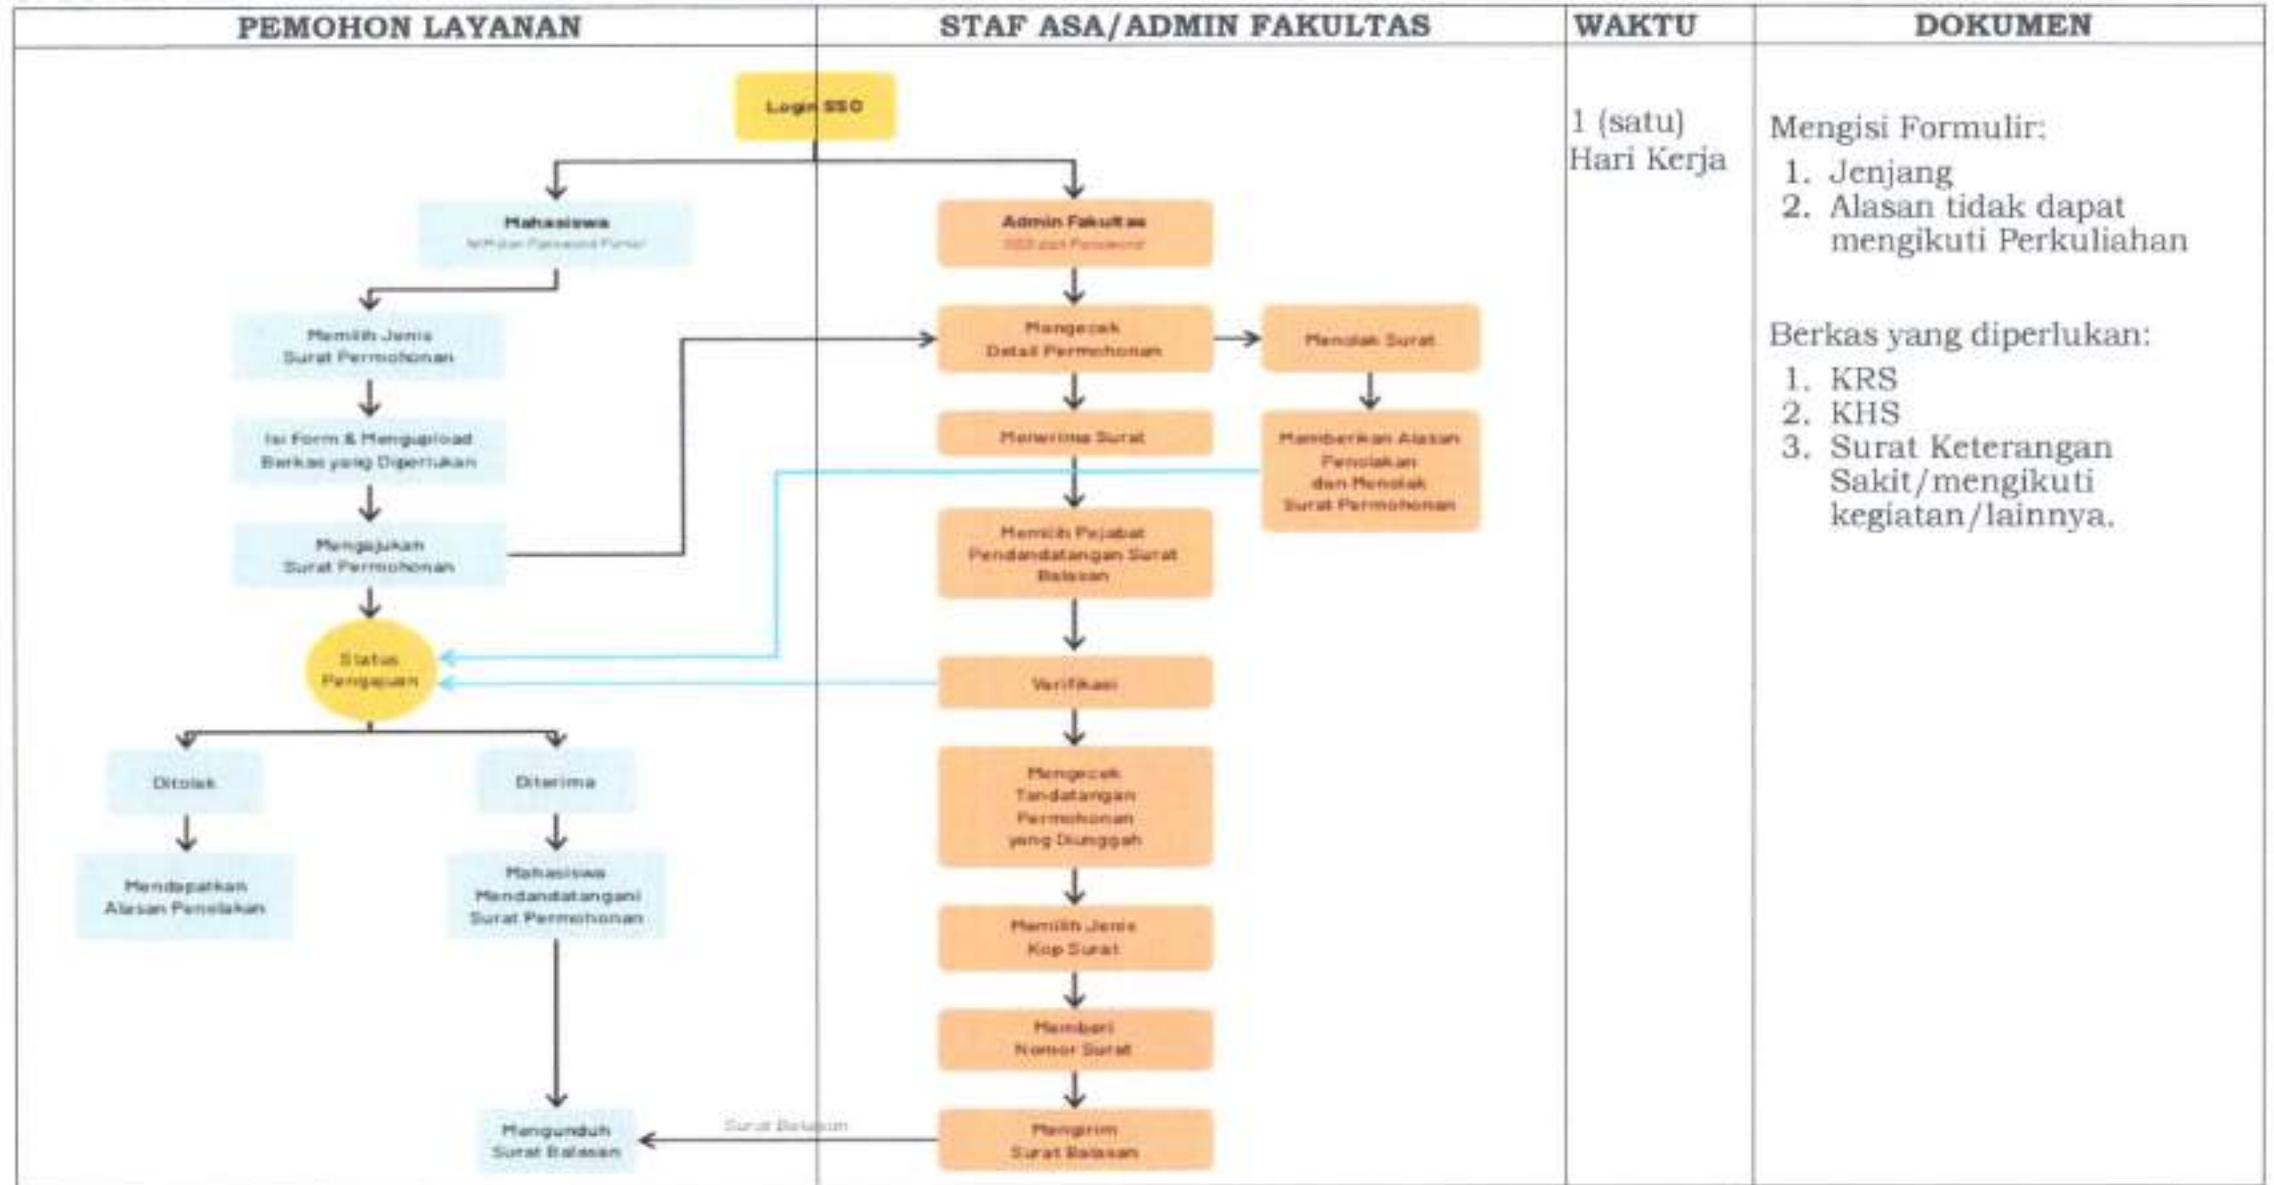 PEMOHON LAYANAN
STAF ASA/ADMIN FAKULTAS
WAKTU
DOKUMEN
Login SSO
Mahasiswa
Admin Fakultas
SSO dan Password
Memilih Jenis
Surat Permohonan
Isi Form & Mengupload
Berkas yang Diperlukan
Mengajukan
Surat Permohonan
Status
Pengajuan
Ditolak
Diterima
Mendapatkan
Alasan Penolakan
Mahasiswa
Mendandatangani
Surat Permohonan
Mengunduh
Surat Balasan
Surat Balasan
Mengecek
Detail Permohonan
Menolak Surat
Menerima Surat
Memberikan Alasan
Penolakan
dan Menolak
Surat Permohonan
Memilih Pejabat
Pendandatangan Surat
Balasan
Verifikasi
Mengecek
Tandatangan
Permohonan
yang Diunggah
Memilih Jenis
Kop Surat
Memberi
Nomor Surat
Mengirim
Surat Balasan
1 (satu)
Hari Kerja
Mengisi Formulir:
1. Jenjang
2. Alasan tidak dapat
mengikuti Perkuliahan
Berkas yang diperlukan:
1. KRS
2. KHS
3. Surat Keterangan
Sakit/mengikuti
kegiatan/lainnya.